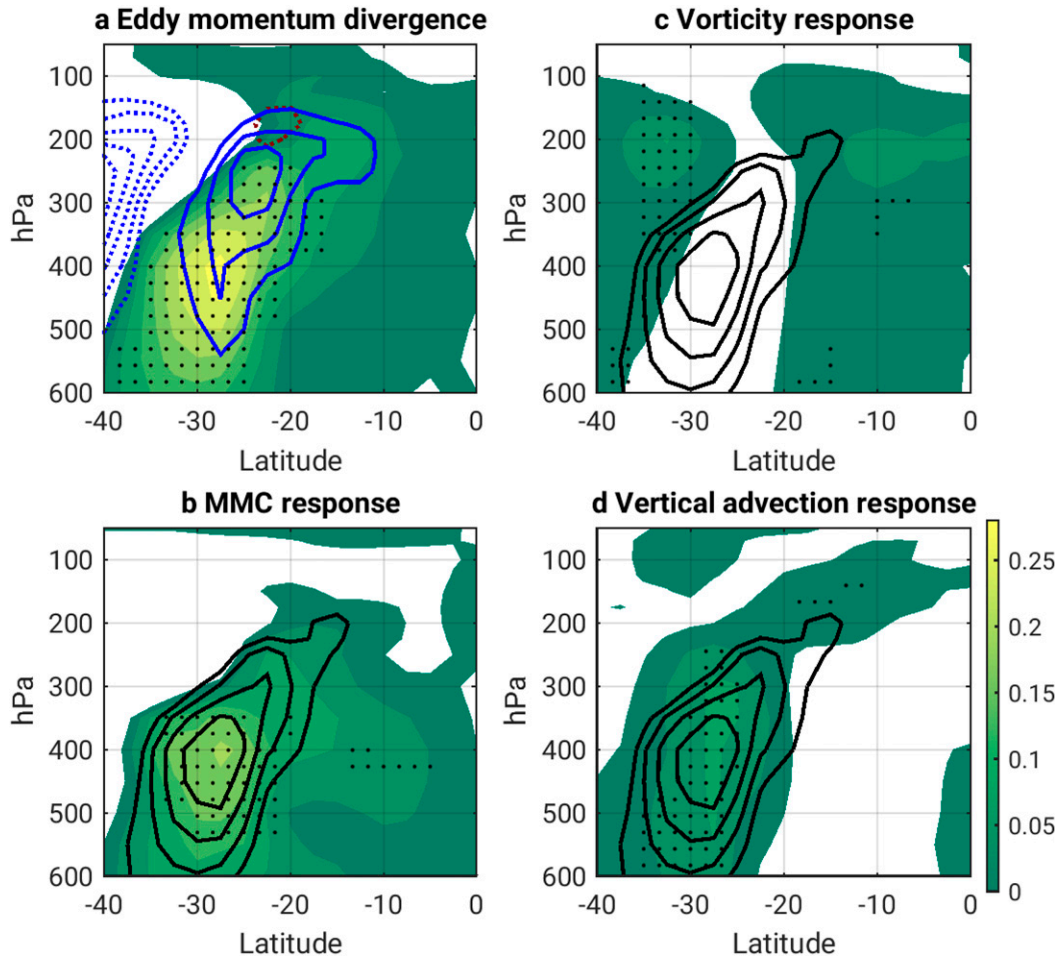 a Eddy momentum divergence
100
200
300
400
500
600
hPa
-40 -30 -20 -10 0
Latitude
c Vorticity response
100
200
300
400
500
600
hPa
-40 -30 -20 -10 0
Latitude
b MMC response
100
200
300
400
500
600
hPa
-40 -30 -20 -10 0
Latitude
d Vertical advection response
100
200
300
400
500
600
hPa
-40 -30 -20 -10 0
Latitude
0.25
0.2
0.15
0.1
0.05
0